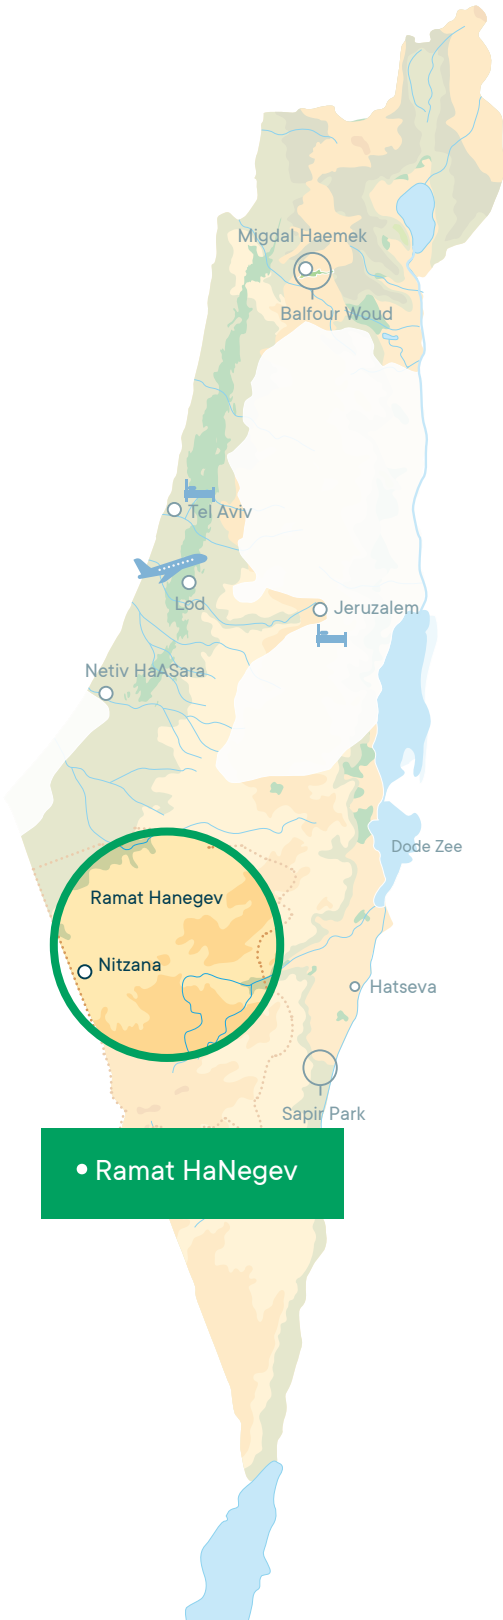 Migdal Haemek
Balfour Woud
Tel Aviv
Lod
Jeruzalem
Netiv HaASara
Dode Zee
Ramat Hanegev
Nitzana
Hatseva
Sapir Park
• Ramat HaNegev